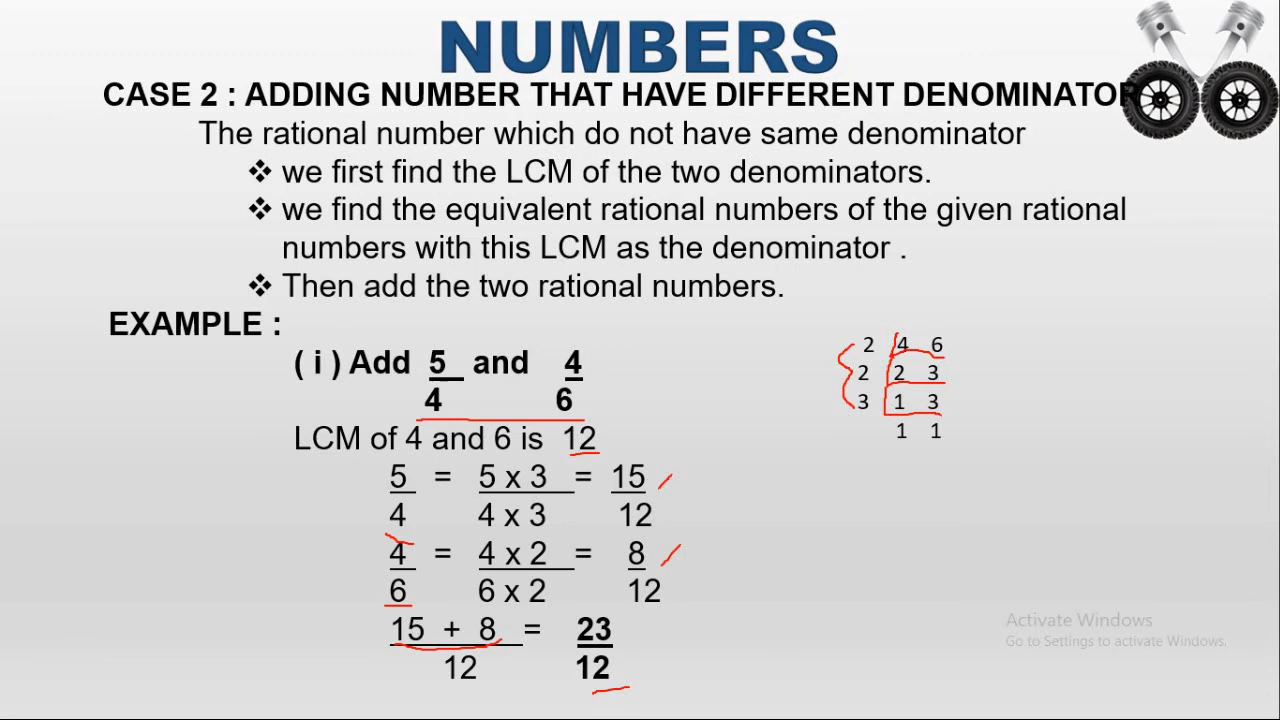 NUMBERS
CASE 2 : ADDING NUMBER THAT HAVE DIFFERENT DENOMINATOR
The rational number which do not have same denominator
❖ we first find the LCM of the two denominators.
❖ we find the equivalent rational numbers of the given rational
numbers with this LCM as the denominator .
❖ Then add the two rational numbers.
EXAMPLE :
( i ) Add 5 and 4
4 6
LCM of 4 and 6 is 12
5 = 5 x 3 = 15
4 4 x 3 12
4 = 4 x 2 = 8
6 6 x 2 12
15 + 8 = 23
12 12
2 4 6
2 2 3
3 1 3
1 1
Activate Windows
Go to Settings to activate Windows.